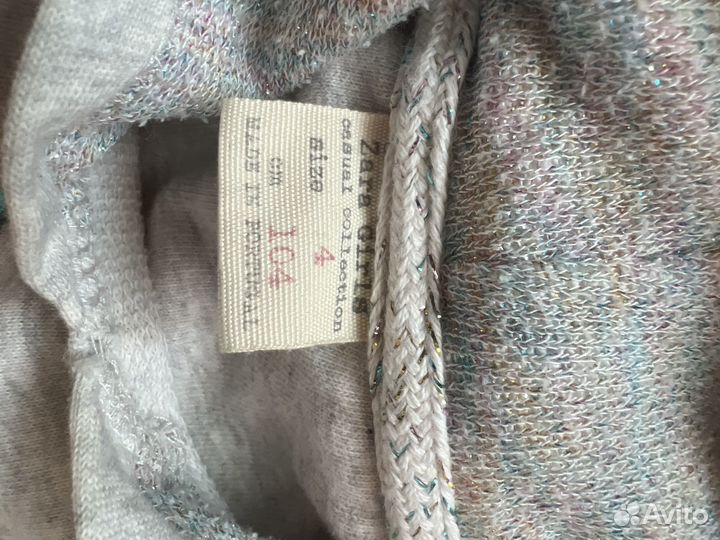 Zara Girls
casual collection
size 4
cm 104
MADE IN PORTUGAL
Avito